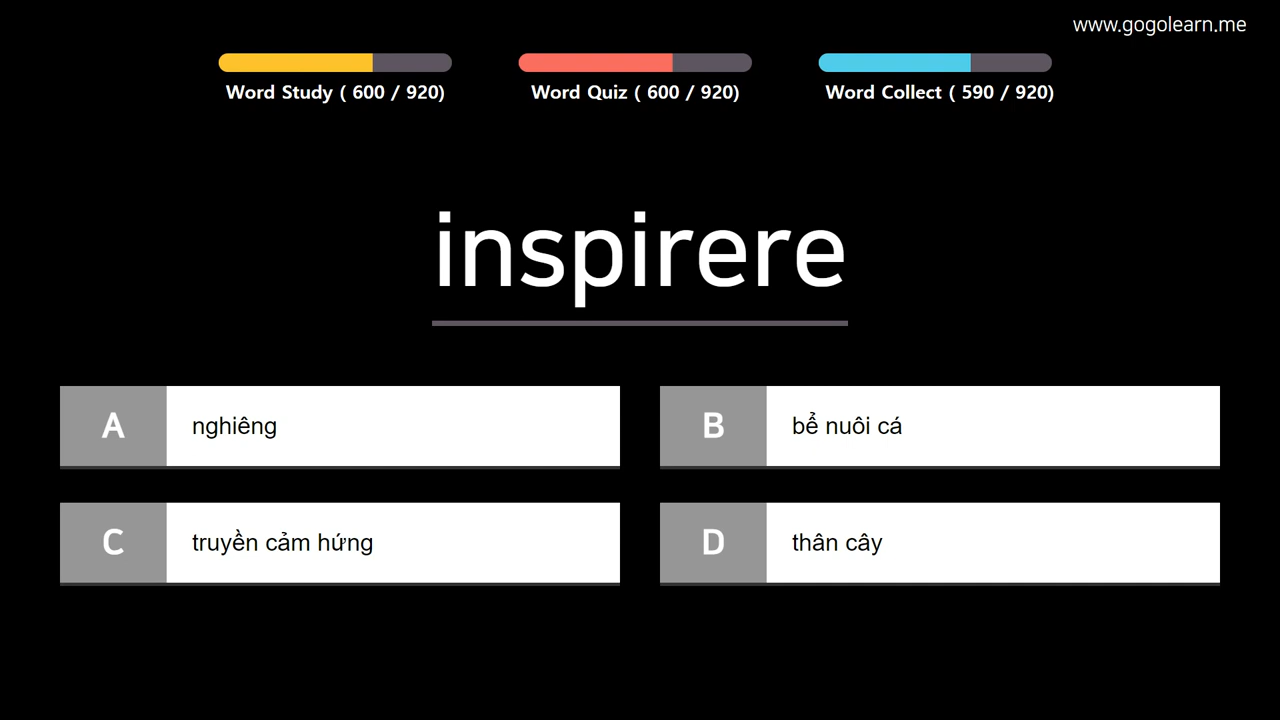 www.gogolearn.me
Word Study ( 600 / 920)
Word Quiz ( 600 / 920)
Word Collect ( 590 / 920)
inspirere
A nghiêng
B bể nuôi cá
C truyền cảm hứng
D thân cây